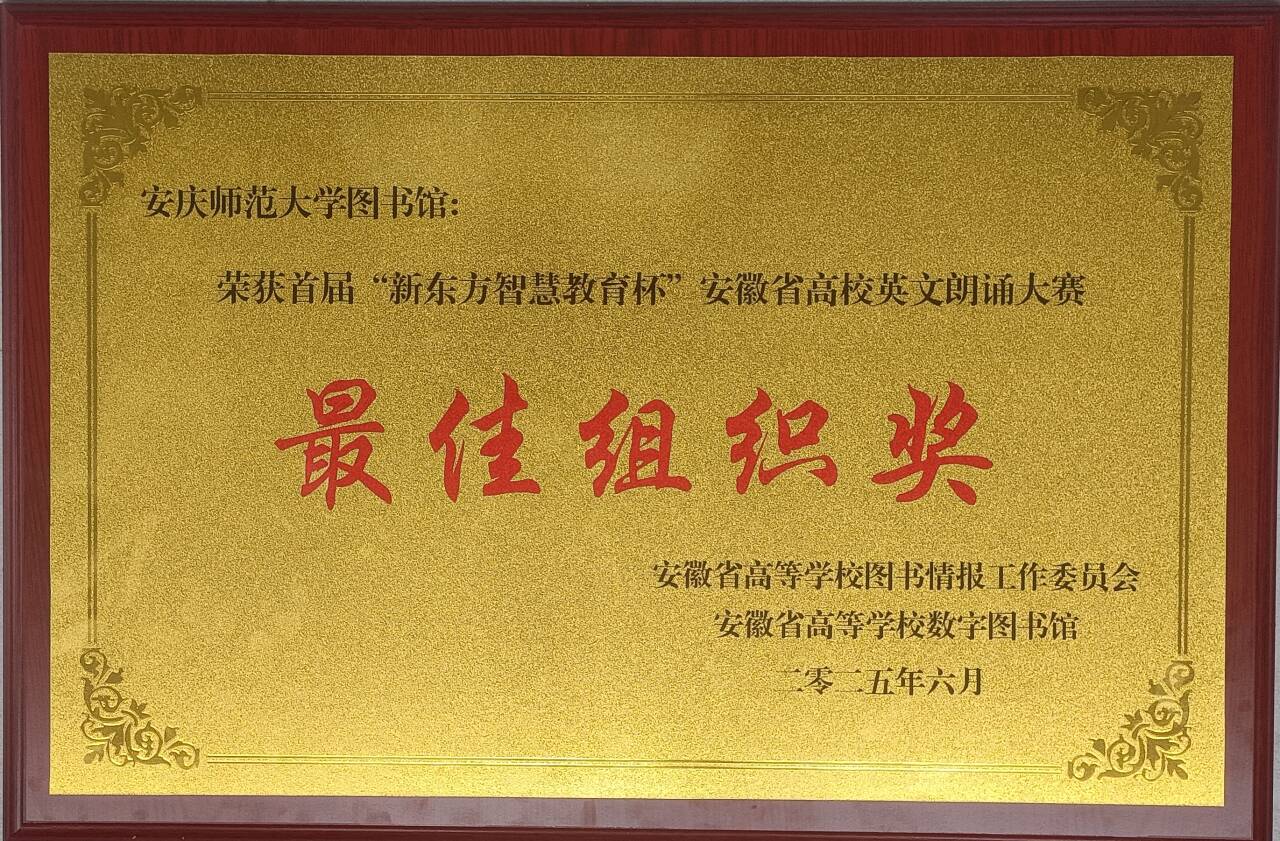 安庆师范大学图书馆:
荣获首届“新东方智慧教育杯”安徽省高校英文朗诵大赛
最佳组织奖
安徽省高等学校图书情报工作委员会
安徽省高等学校数字图书馆
二零二五年六月